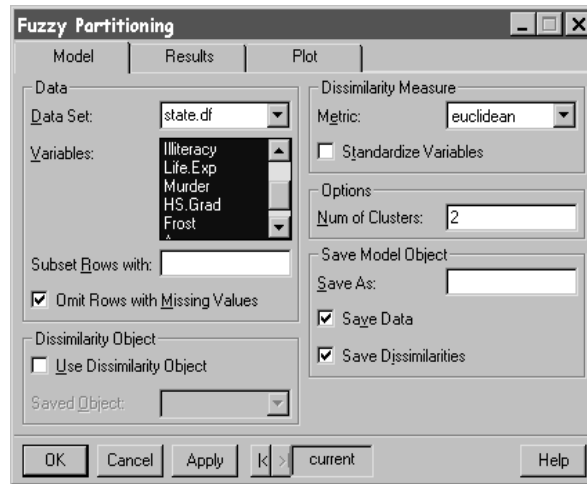 Fuzzy Partitioning
Model Results Plot
Data
Data Set: state.df
Variables: Illiteracy
Life.Exp
Murder
HS.Grad
Frost
Subset Rows with:
Omit Rows with Missing Values
Dissimilarity Object
Use Dissimilarity Object
Saved Object:
Dissimilarity Measure
Metric: euclidean
Standardize Variables
Options
Num of Clusters: 2
Save Model Object
Save As:
Save Data
Save Dissimilarities
OK Cancel Apply current Help